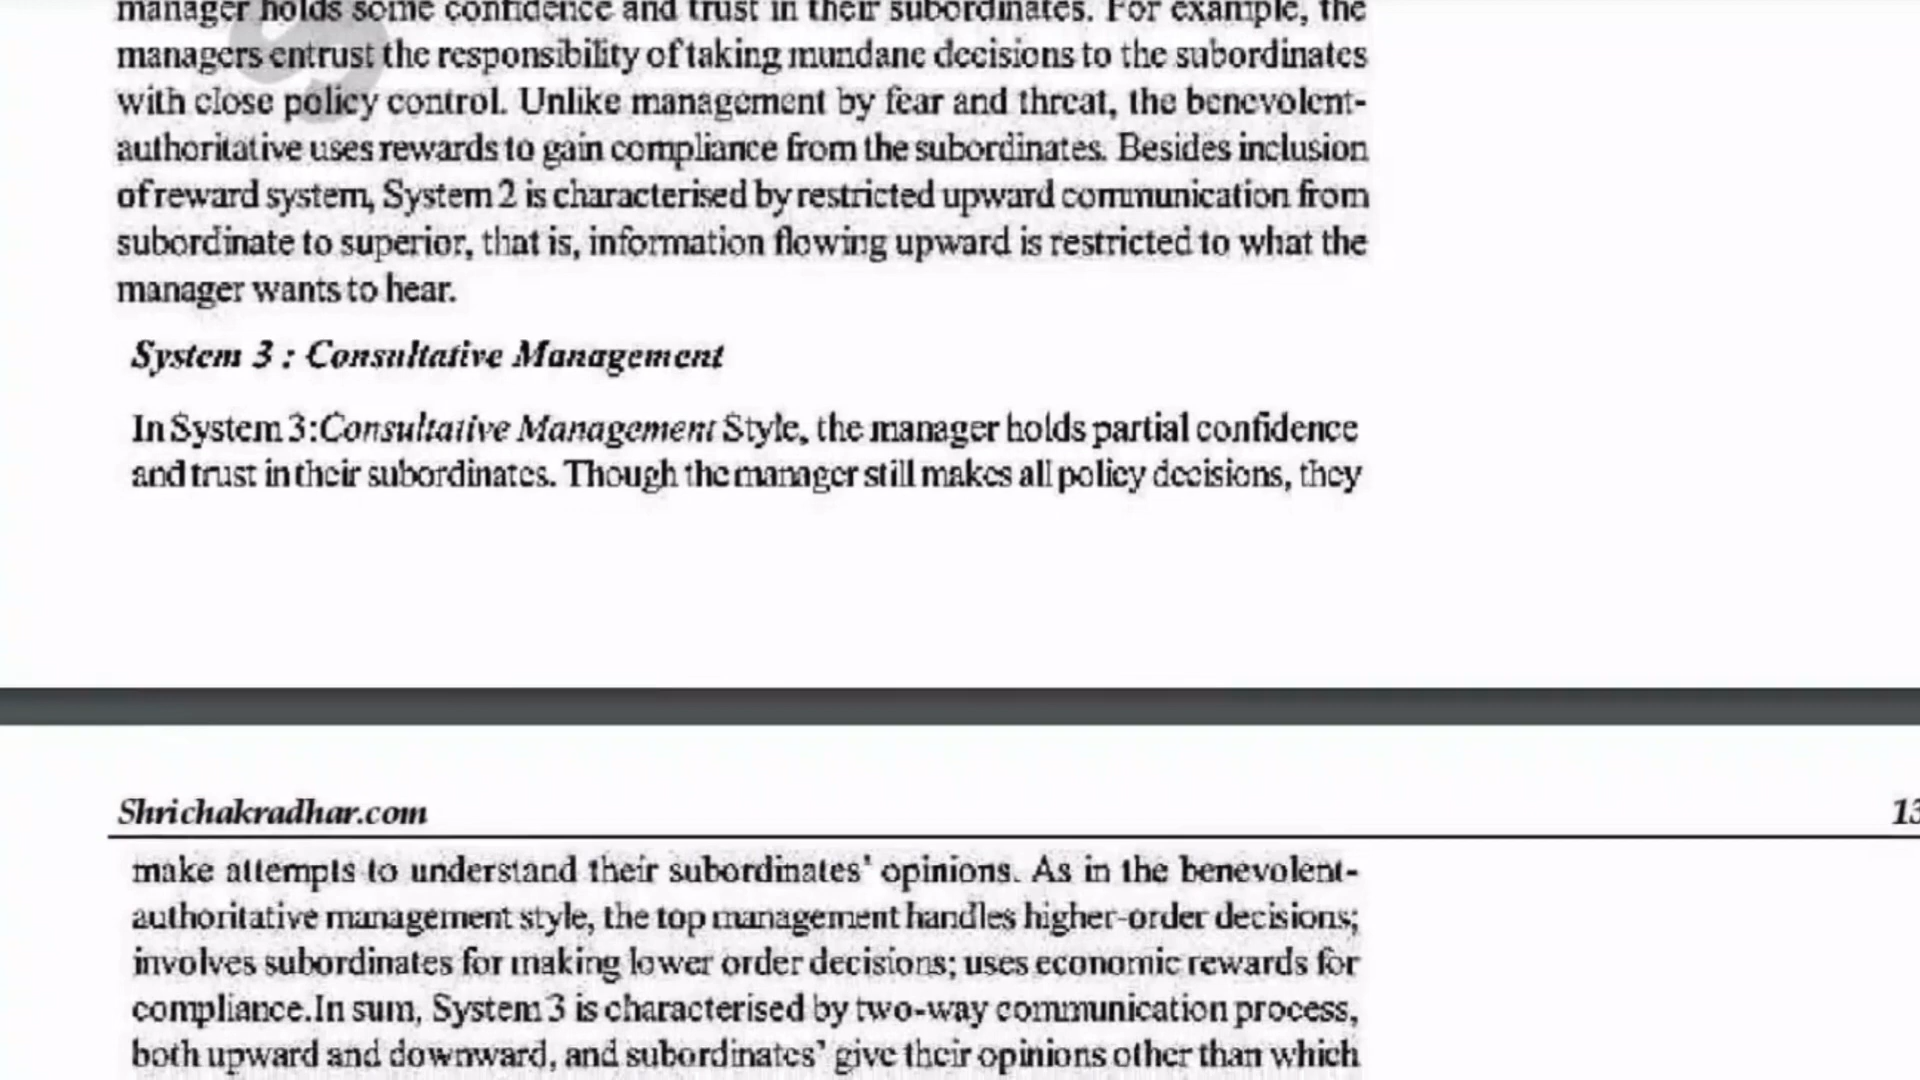 manager holds some confidence and trust in their subordinates. For example, the
managers entrust the responsibility of taking mundane decisions to the subordinates
with close policy control. Unlike management by fear and threat, the benevolent-
authoritative uses rewards to gain compliance from the subordinates. Besides inclusion
of reward system, System 2 is characterised by restricted upward communication from
subordinate to superior, that is, information flowing upward is restricted to what the
manager wants to hear.
System 3 : Consultative Management
In System 3:Consultative Management Style, the manager holds partial confidence
and trust in their subordinates. Though the manager still makes all policy decisions, they
Shrichakradhar.com 13
make attempts to understand their subordinates' opinions. As in the benevolent-
authoritative management style, the top management handles higher-order decisions;
involves subordinates for making lower order decisions; uses economic rewards for
compliance.In sum, System 3 is characterised by two-way communication process,
both upward and downward, and subordinates' give their opinions other than which